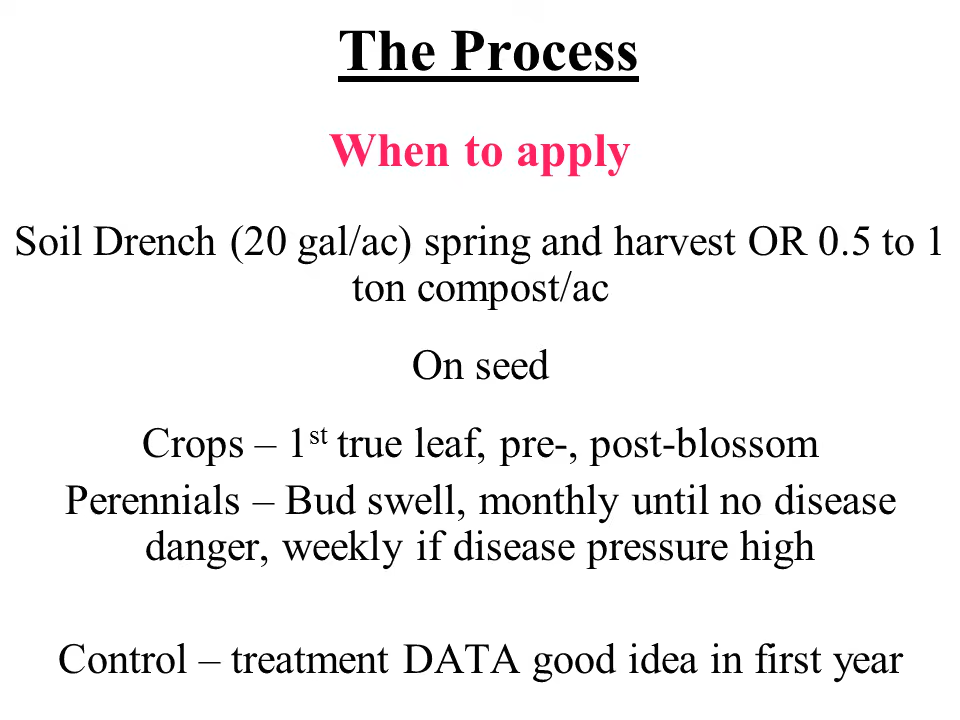 The Process
When to apply
Soil Drench (20 gal/ac) spring and harvest OR 0.5 to 1
ton compost/ac
On seed
Crops – 1st true leaf, pre-, post-blossom
Perennials – Bud swell, monthly until no disease
danger, weekly if disease pressure high
Control – treatment DATA good idea in first year